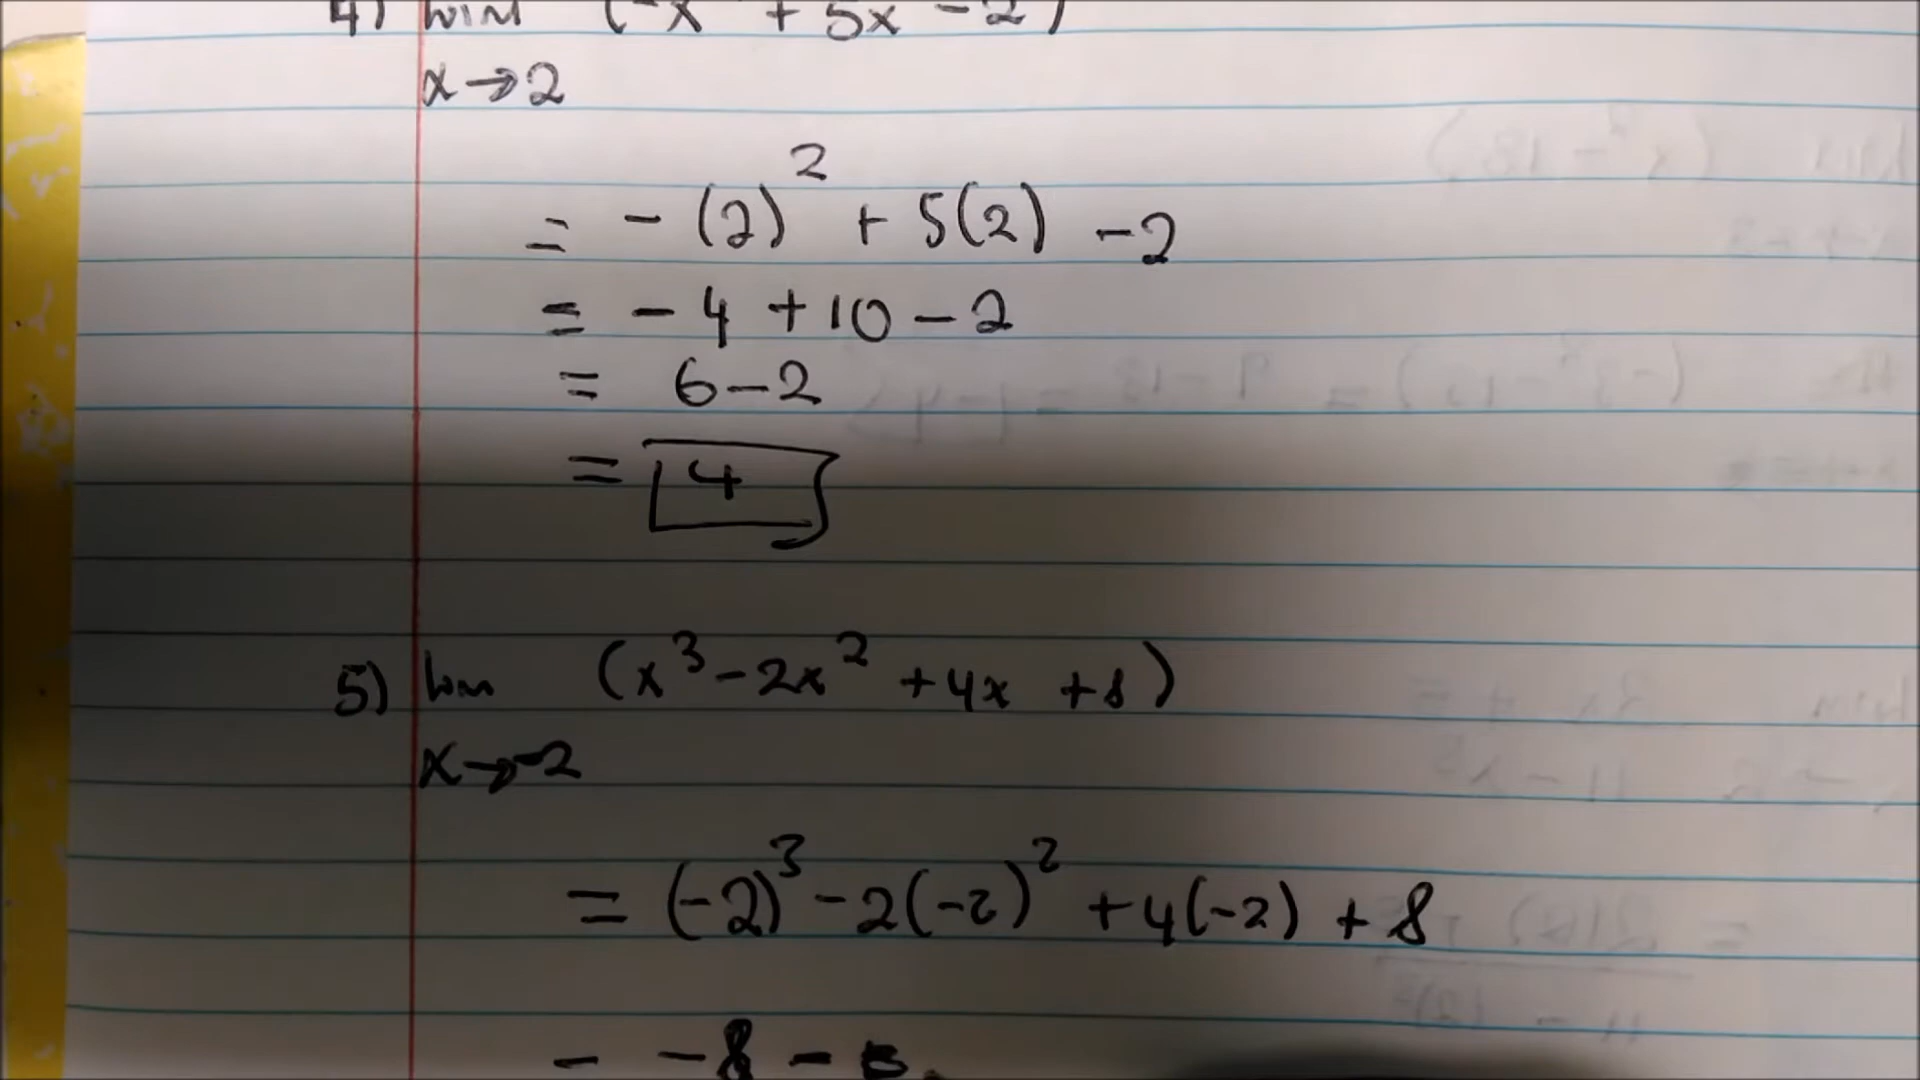 4) lim (-x² + 5x - 2)
x→2
= -(2)² + 5(2) - 2
= -4 + 10 - 2
= 6 - 2
= 4
5) lim (x³ - 2x² + 4x + 8)
x→-2
= (-2)³ - 2(-2)² + 4(-2) + 8
- -8 -